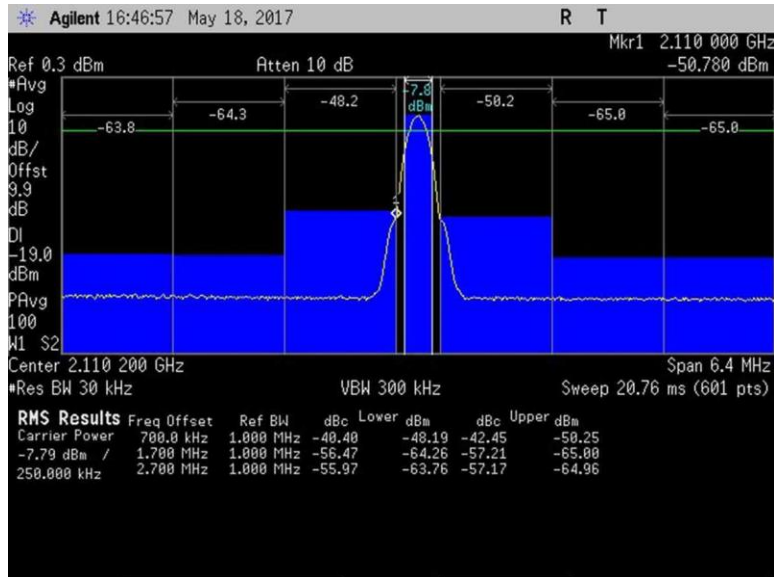 Agilent 16:46:57 May 18, 2017 R T
Mkr1 2.110 000 GHz
Ref 0.3 dBm Atten 10 dB -50.780 dBm
#Avg
Log
10
dB/
Offst
9.9
dB
DI
-19.0
dBm
PAvg
100
W1 S2
-63.8 -64.3 -48.2 -7.8 dBm -50.2 -65.0 -65.0
1
Center 2.110 200 GHz Span 6.4 MHz
#Res BW 30 kHz VBW 300 kHz Sweep 20.76 ms (601 pts)
RMS Results Freq Offset Ref BW dBc Lower dBm dBc Upper dBm
Carrier Power 700.0 kHz 1.000 MHz -40.40 -48.19 -42.45 -50.25
-7.79 dBm / 1.700 MHz 1.000 MHz -56.47 -64.26 -57.21 -65.00
250.000 kHz 2.700 MHz 1.000 MHz -55.97 -63.76 -57.17 -64.96